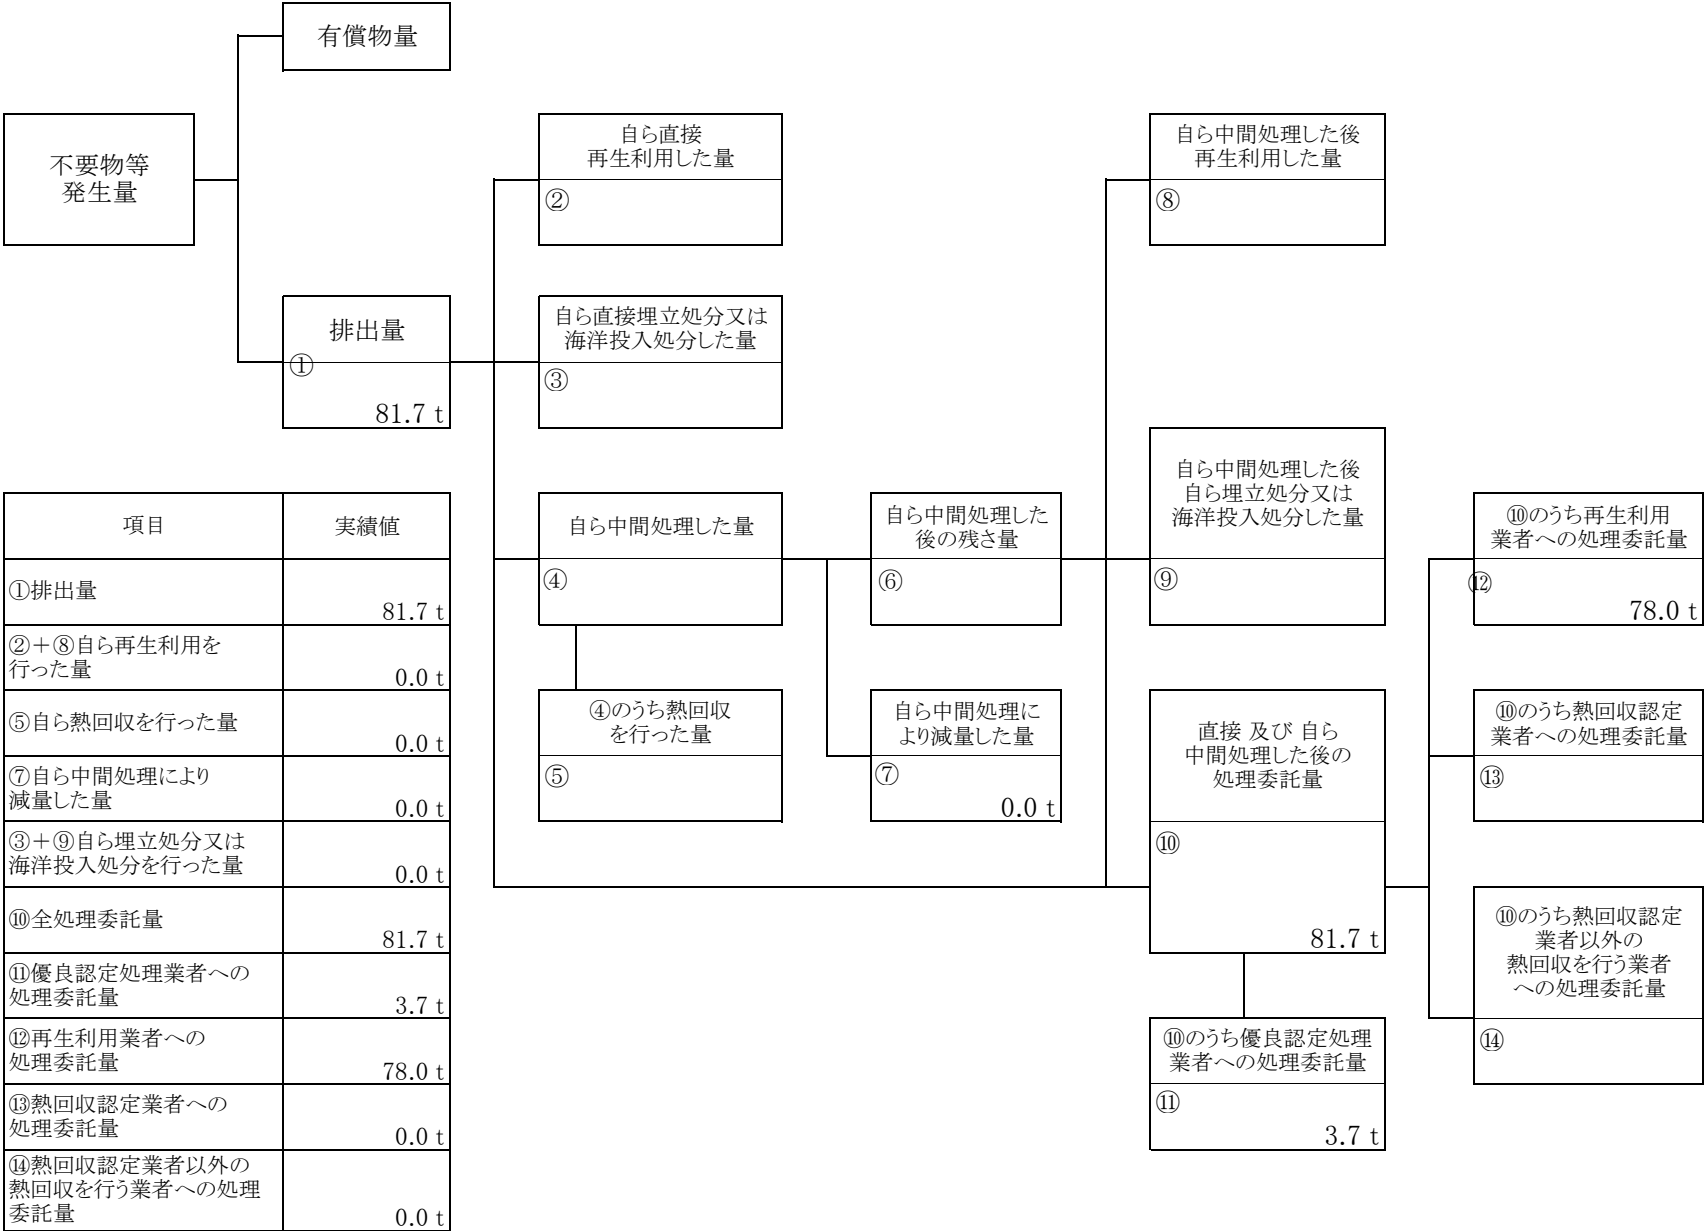 有償物量
不要物等
発生量
自ら直接
再生利用した量
②
自ら中間処理した後
再生利用した量
⑧
排出量
①
81.7 t
自ら直接埋立処分又は
海洋投入処分した量
③
自ら中間処理した後
自ら埋立処分又は
海洋投入処分した量
⑨
自ら中間処理した量
④
自ら中間処理した
後の残さ量
⑥
⑩のうち再生利用
業者への処理委託量
⑫
78.0 t
④のうち熱回収
を行った量
⑤
自ら中間処理に
より減量した量
⑦
0.0 t
直接 及び 自ら
中間処理した後の
処理委託量
⑩
81.7 t
⑩のうち熱回収認定
業者への処理委託量
⑬
⑩のうち熱回収認定
業者以外の
熱回収を行う業者
への処理委託量
⑭
⑩のうち優良認定処理
業者への処理委託量
⑪
3.7 t
項目 実績値
①排出量
81.7 t
②＋⑧自ら再生利用を
行った量
0.0 t
⑤自ら熱回収を行った量
0.0 t
⑦自ら中間処理により
減量した量
0.0 t
③＋⑨自ら埋立処分又は
海洋投入処分を行った量
0.0 t
⑩全処理委託量
81.7 t
⑪優良認定処理業者への
処理委託量
3.7 t
⑫再生利用業者への
処理委託量
78.0 t
⑬熱回収認定業者への
処理委託量
0.0 t
⑭熱回収認定業者以外の
熱回収を行う業者への処理
委託量
0.0 t